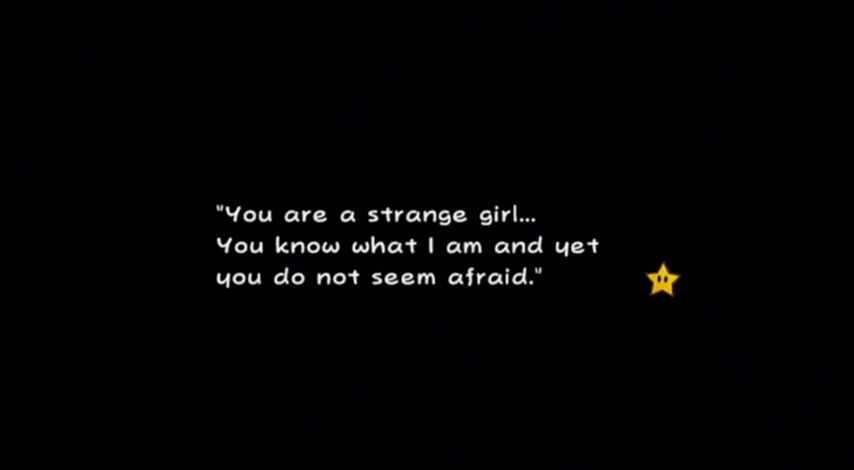 "You are a strange girl...
You know what I am and yet
you do not seem afraid."